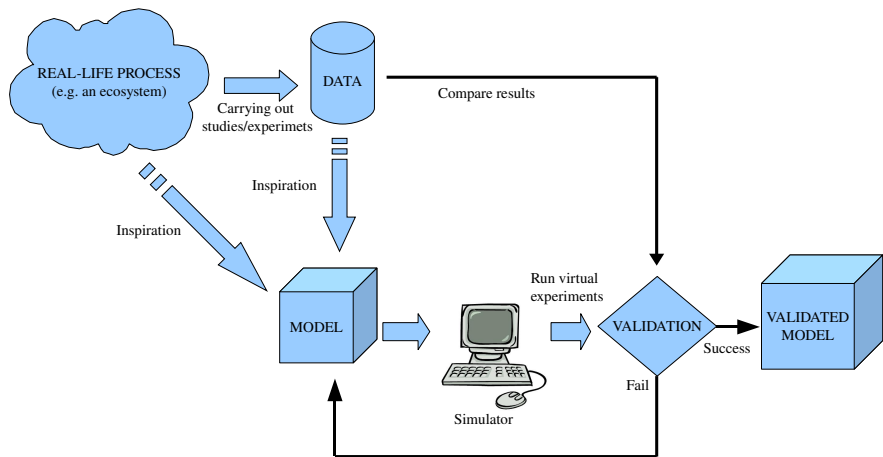 REAL-LIFE PROCESS
(e.g. an ecosystem)
DATA
Carrying out
studies/experimets
Compare results
Inspiration
Inspiration
MODEL
Simulator
Run virtual
experiments
VALIDATION
Success
Fail
VALIDATED
MODEL